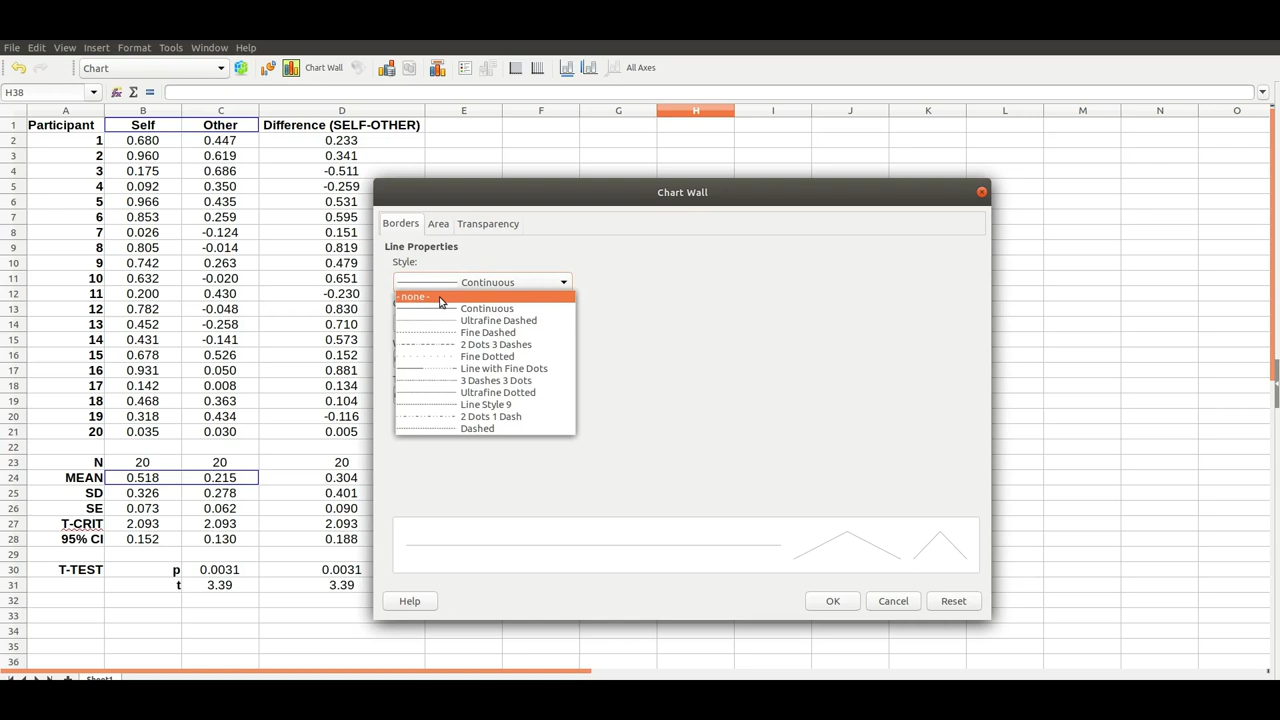 File Edit View Insert Format Tools Window Help
Chart Chart Wall All Axes
H38
A B C D E F G H I J K L M N O
1 Participant Self Other Difference (SELF-OTHER)
2 1 0.680 0.447 0.233
3 2 0.960 0.619 0.341
4 3 0.175 0.686 -0.511
5 4 0.092 0.350 -0.259
6 5 0.966 0.435 0.531
7 6 0.853 0.259 0.595
8 7 0.026 -0.124 0.151
9 8 0.805 -0.014 0.819
10 9 0.742 0.263 0.479
11 10 0.632 -0.020 0.651
12 11 0.200 0.430 -0.230
13 12 0.782 -0.048 0.830
14 13 0.452 -0.258 0.710
15 14 0.431 -0.141 0.573
16 15 0.678 0.526 0.152
17 16 0.931 0.050 0.881
18 17 0.142 0.008 0.134
19 18 0.468 0.363 0.104
20 19 0.318 0.434 -0.116
21 20 0.035 0.030 0.005
22
23 N 20 20 20
24 MEAN 0.518 0.215 0.304
25 SD 0.326 0.278 0.401
26 SE 0.073 0.062 0.090
27 T-CRIT 2.093 2.093 2.093
28 95% CI 0.152 0.130 0.188
29
30 T-TEST p 0.0031 0.0031
31 t 3.39 3.39
32
33
34
35
36
Sheet1
Chart Wall
Borders Area Transparency
Line Properties
Style:
Continuous
- none -
Continuous
Ultrafine Dashed
Fine Dashed
2 Dots 3 Dashes
Fine Dotted
Line with Fine Dots
3 Dashes 3 Dots
Ultrafine Dotted
Line Style 9
2 Dots 1 Dash
Dashed
Help OK Cancel Reset